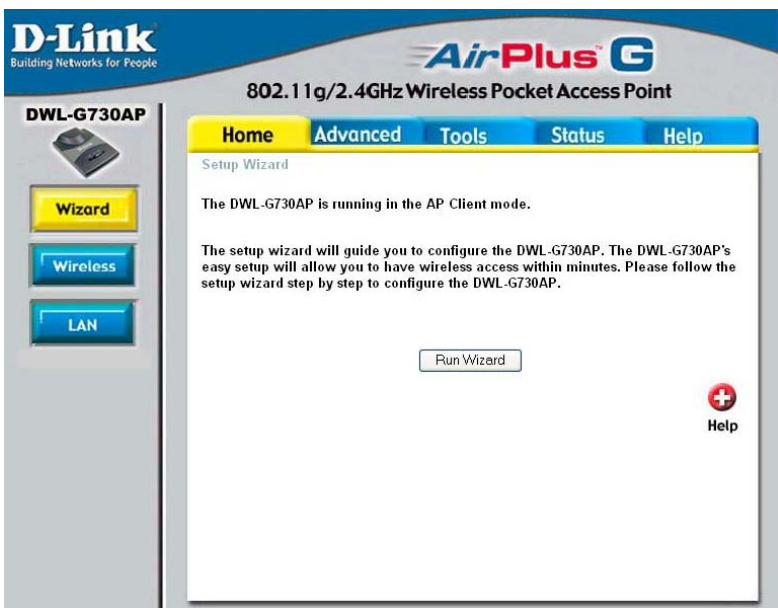 D-Link
Building Networks for People
AirPlus G
802.11g/2.4GHz Wireless Pocket Access Point
DWL-G730AP
Home Advanced Tools Status Help
Wizard
Wireless
LAN
Setup Wizard
The DWL-G730AP is running in the AP Client mode.
The setup wizard will guide you to configure the DWL-G730AP. The DWL-G730AP's
easy setup will allow you to have wireless access within minutes. Please follow the
setup wizard step by step to configure the DWL-G730AP.
Run Wizard
Help